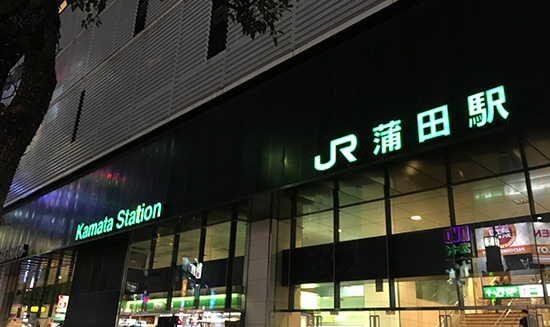 JR 蒲田駅
Kamata Station